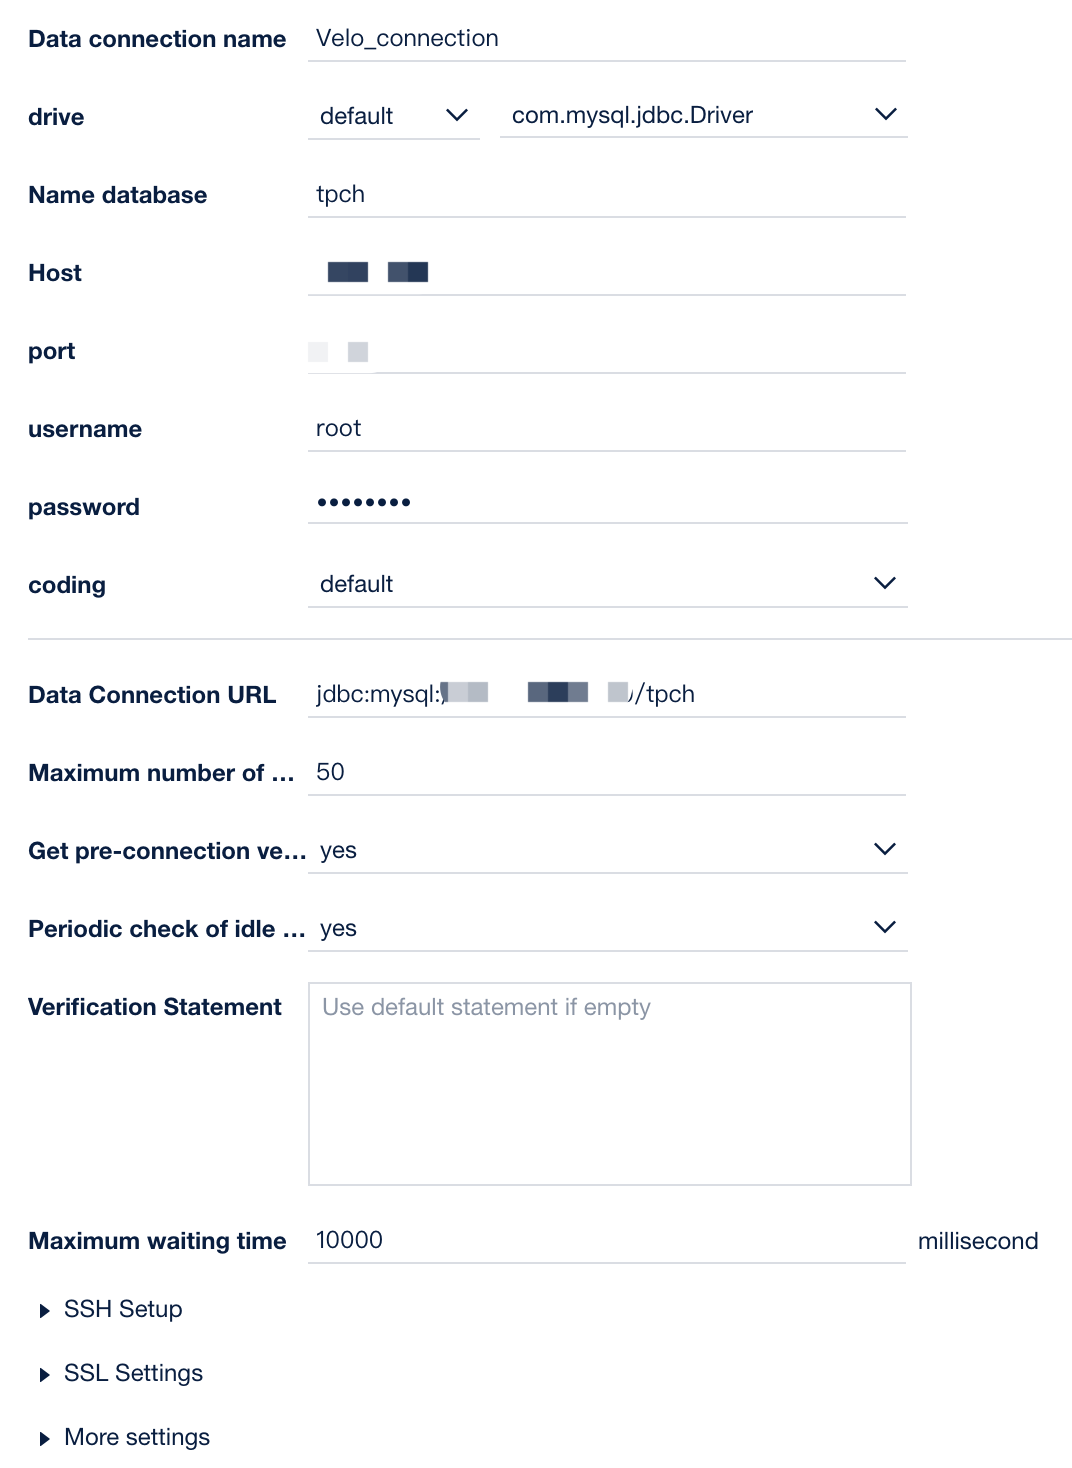 Data connection name Velo_connection
drive default com.mysql.jdbc.Driver
Name database tpch
Host
port
username root
password ••••••••
coding default
Data Connection URL jdbc:mysql: /tpch
Maximum number of ... 50
Get pre-connection ve... yes
Periodic check of idle ... yes
Verification Statement Use default statement if empty
Maximum waiting time 10000 millisecond
SSH Setup
SSL Settings
More settings